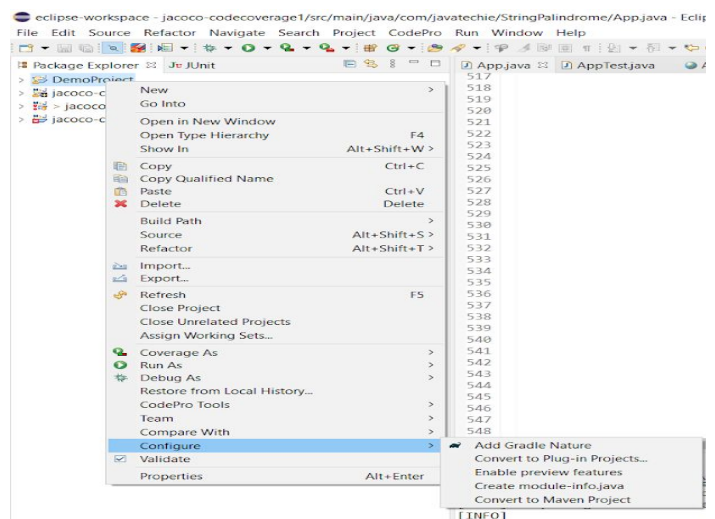 eclipse-workspace - jacoco-codecoverage1/src/main/java/com/javatechie/StringPalindrome/App.java - Ecli
File Edit Source Refactor Navigate Search Project CodePro Run Window Help
Package Explorer Ju JUnit
App.java AppTest.java
DemoProject
jacoco-c
> jacoco
jacoco-c
New
Go Into
Open in New Window
Open Type Hierarchy F4
Show In Alt+Shift+W >
Copy Ctrl+C
Copy Qualified Name
Paste Ctrl+V
Delete Delete
Build Path
Source Alt+Shift+S >
Refactor Alt+Shift+T >
Import...
Export...
Refresh F5
Close Project
Close Unrelated Projects
Assign Working Sets...
Coverage As
Run As
Debug As
Restore from Local History...
CodePro Tools
Team
Compare With
Configure
Validate
Properties Alt+Enter
Add Gradle Nature
Convert to Plug-in Projects...
Enable preview features
Create module-info.java
Convert to Maven Project
517
518
519
520
521
522
523
524
525
526
527
528
529
530
531
532
533
534
535
536
537
538
539
540
541
542
543
544
545
546
547
548
[INFO]